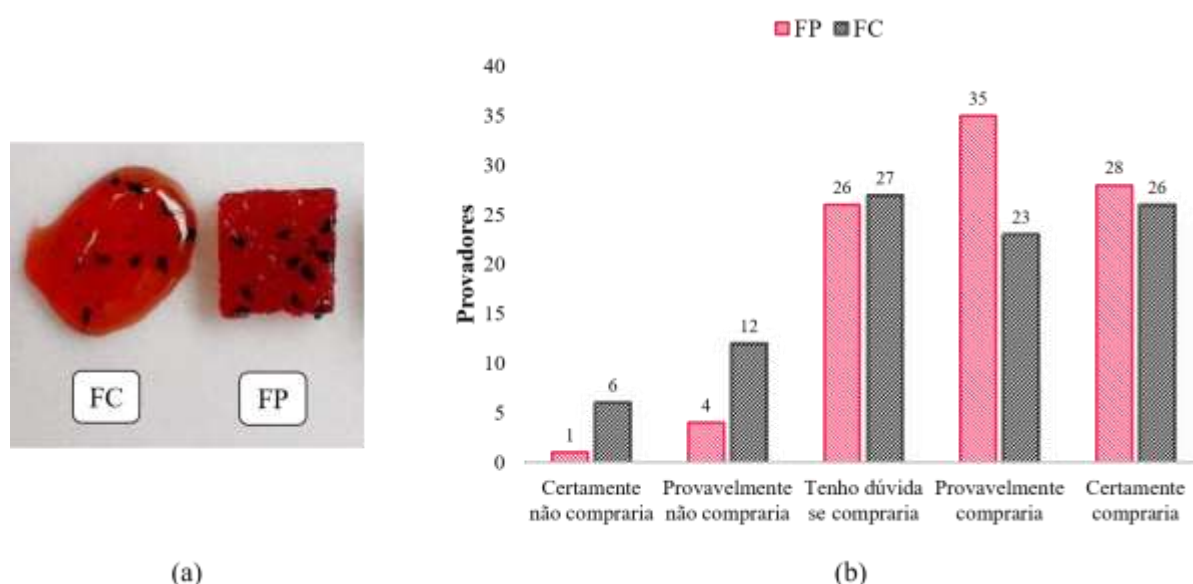 FP FC
40
35
30
25
20
15
10
5
0
Provadores
1
6
4
12
26
27
35
23
28
26
Certamente
não compraria
Provavelmente
não compraria
Tenho dúvida
se compraria
Provavelmente
compraria
Certamente
compraria
FC
FP
(a)
(b)